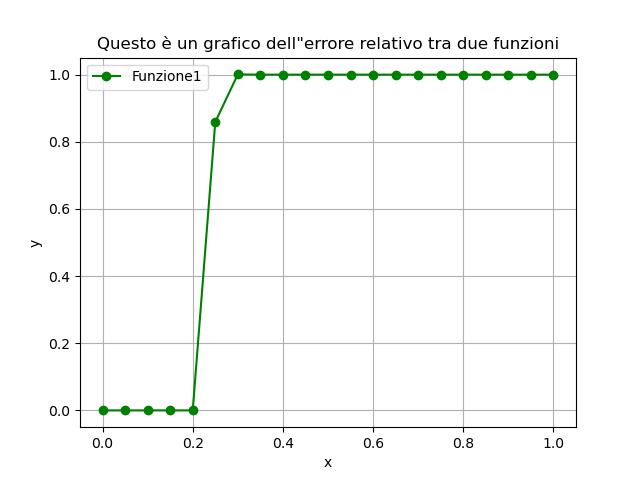 Questo è un grafico dell"errore relativo tra due funzioni
Funzione1
1.0
0.8
0.6
0.4
0.2
0.0
y
0.0 0.2 0.4 0.6 0.8 1.0
x